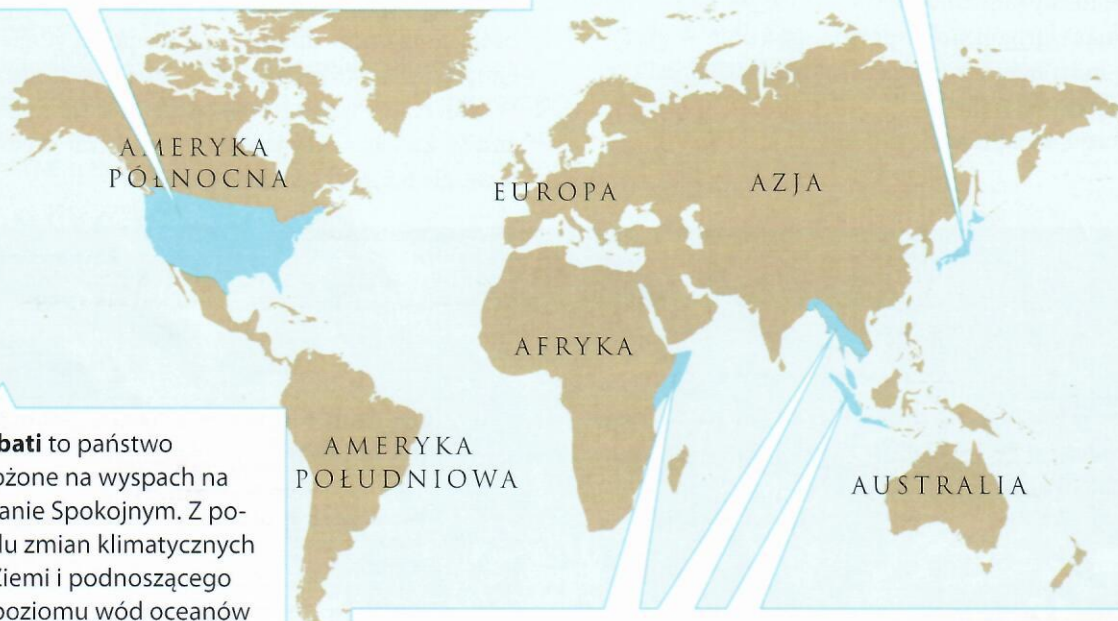 AMERYKA
PÓŁNOCNA
EUROPA
AZJA
AFRYKA
AMERYKA
POŁUDNIOWA
AUSTRALIA
bati to państwo
ożone na wyspach na
anie Spokojnym. Z po-
du zmian klimatycznych
Ziemi i podnoszącego
poziomu wód oceanów